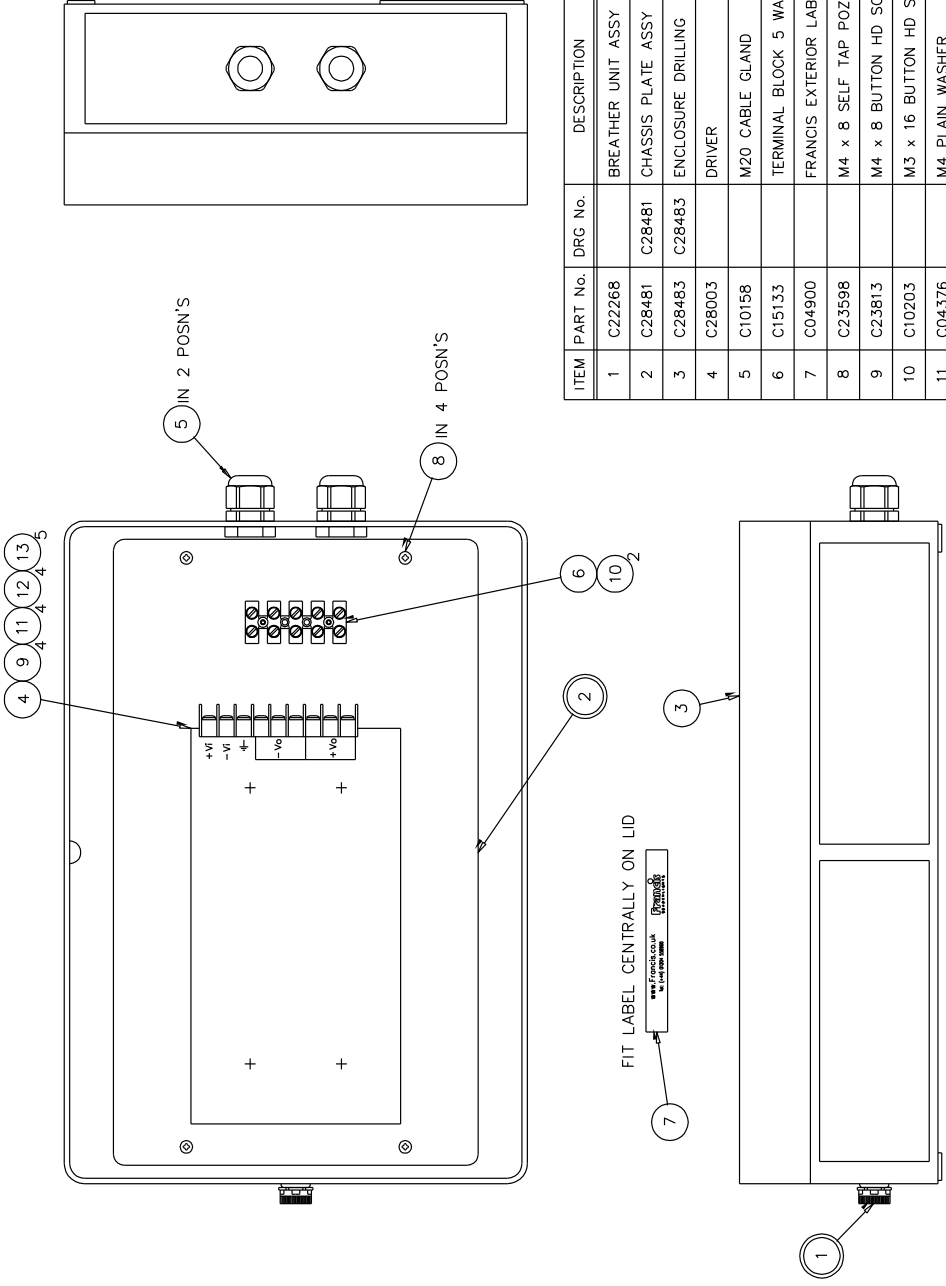 ITEM PART No. DRG No. DESCRIPTION
1 C22268 BREATHER UNIT ASSY
2 C28481 C28481 CHASSIS PLATE ASSY
3 C28483 C28483 ENCLOSURE DRILLING
4 C28003 DRIVER
5 C10158 M20 CABLE GLAND
6 C15133 TERMINAL BLOCK 5 WA
7 C04900 FRANCIS EXTERIOR LAB
8 C23598 M4 x 8 SELF TAP POZ
9 C23813 M4 x 8 BUTTON HD SO
10 C10203 M3 x 16 BUTTON HD S
11 C04376 M4 PLAIN WASHER
5 IN 2 POSN'S
8 IN 4 POSN'S
4 9 11 12 13
4 4 4 5
6 10 2
+Vi
-Vi
-Vo
+Vo
2
3
FIT LABEL CENTRALLY ON LID
www.Francis.co.uk
Francis
7
1